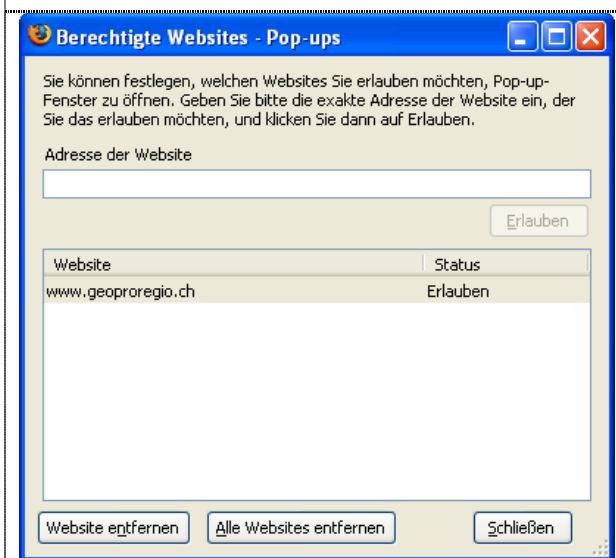 Berechtigte Websites - Pop-ups
Sie können festlegen, welchen Websites Sie erlauben möchten, Pop-up-
Fenster zu öffnen. Geben Sie bitte die exakte Adresse der Website ein, der
Sie das erlauben möchten, und klicken Sie dann auf Erlauben.
Adresse der Website
Erlauben
Website Status
www.geoproregio.ch Erlauben
Website entfernen Alle Websites entfernen Schließen